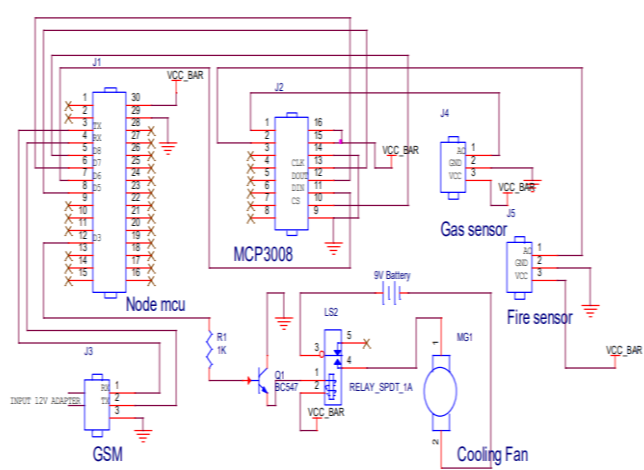 J1
VCC_BAR
1
2
3 TX
4 RX
5 D8
6 D7
7 D6
8 D5
9
10
11
12 D3
13
14
15
30
29
28
27
26
25
24
23
22
21
20
19
18
17
16
Node mcu
J2
1
2
3
4
5
6
7
8
16
15
14
CLK 13
DOUT 12
DIN 11
CS 10
9
VCC_BAR
MCP3008
J4
AO 1
GND 2
VCC 3
VCC_BAR
Gas sensor
J5
AO 1
GND 2
VCC 3
Fire sensor
VCC_BAR
9V Battery
R1
1K
Q1
BC547
LS2
3
5
4
1
2
RELAY_SPDT_1A
VCC_BAR
MG1
1
2
Cooling Fan
J3
RX 1
TX 2
3
INPUT 12V ADAPTER
GSM